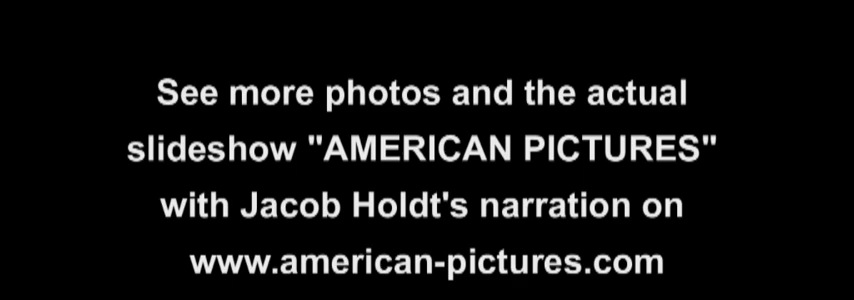 See more photos and the actual
slideshow "AMERICAN PICTURES"
with Jacob Holdt's narration on
www.american-pictures.com